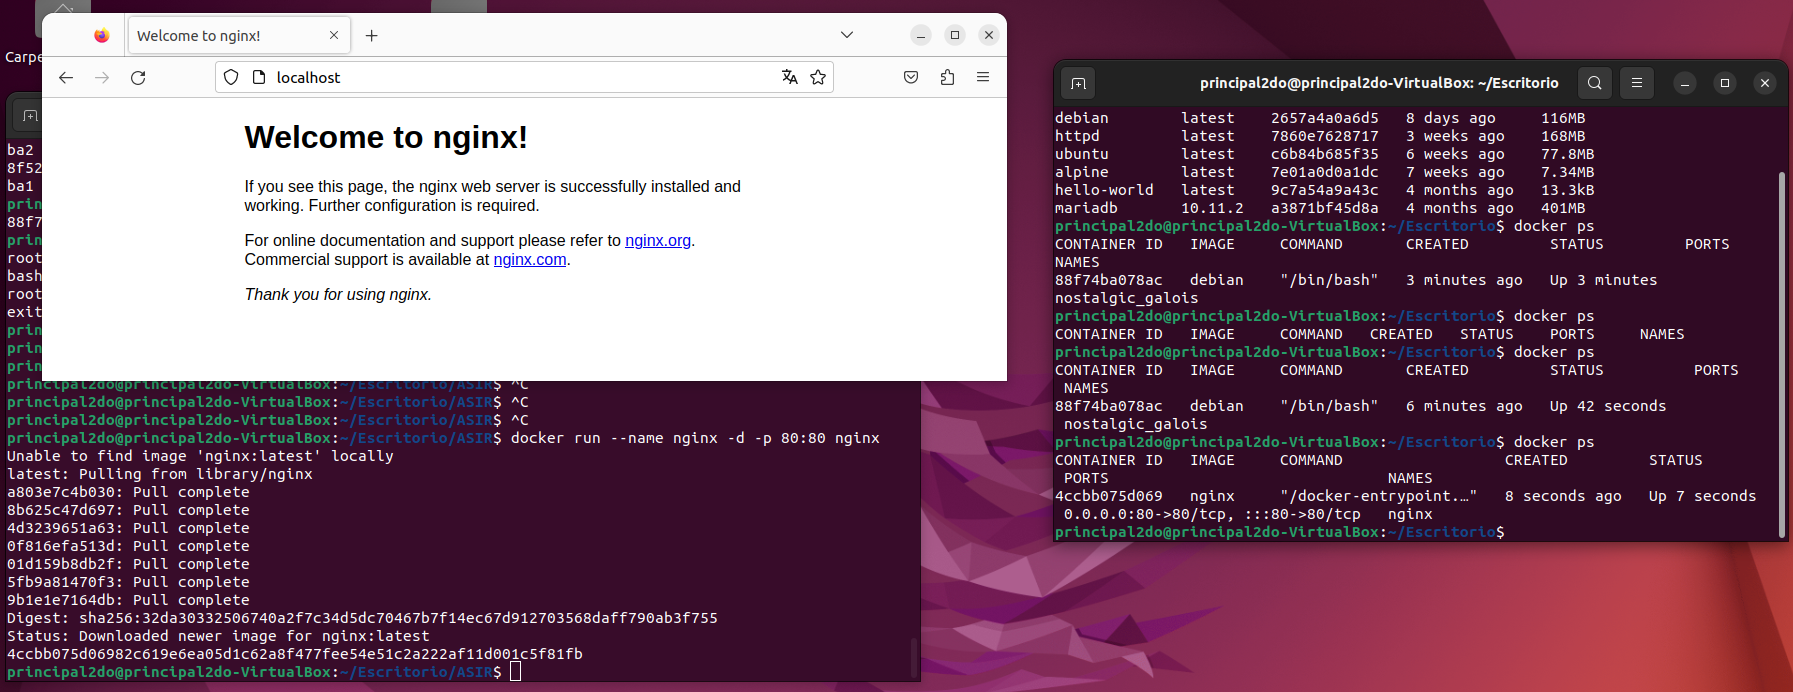 Carpe
Welcome to nginx!
localhost
Welcome to nginx!
If you see this page, the nginx web server is successfully installed and
working. Further configuration is required.
For online documentation and support please refer to nginx.org.
Commercial support is available at nginx.com.
Thank you for using nginx.
ba2
8f52
ba1
prin
88f7
prin
root
bash
root
exit
prin
prin
prin
principal2do@principal2do-VirtualBox:~/Escritorio/ASIR$ ^C
principal2do@principal2do-VirtualBox:~/Escritorio/ASIR$ ^C
principal2do@principal2do-VirtualBox:~/Escritorio/ASIR$ ^C
principal2do@principal2do-VirtualBox:~/Escritorio/ASIR$ docker run --name nginx -d -p 80:80 nginx
Unable to find image 'nginx:latest' locally
latest: Pulling from library/nginx
a803e7c4b030: Pull complete
8b625c47d697: Pull complete
4d3239651a63: Pull complete
0f816efa513d: Pull complete
01d159b8db2f: Pull complete
5fb9a81470f3: Pull complete
9b1e1e7164db: Pull complete
Digest: sha256:32da30332506740a2f7c34d5dc70467b7f14ec67d912703568daff790ab3f755
Status: Downloaded newer image for nginx:latest
4ccbb075d06982c619e6ea05d1c62a8f477fee54e51c2a222af11d001c5f81fb
principal2do@principal2do-VirtualBox:~/Escritorio/ASIR$
principal2do@principal2do-VirtualBox: ~/Escritorio
debian latest 2657a4a0a6d5 8 days ago 116MB
httpd latest 7860e7628717 3 weeks ago 168MB
ubuntu latest c6b84b685f35 6 weeks ago 77.8MB
alpine latest 7e01a0d0a1dc 7 weeks ago 7.34MB
hello-world latest 9c7a54a9a43c 4 months ago 13.3kB
mariadb 10.11.2 a3871bf45d8a 4 months ago 401MB
principal2do@principal2do-VirtualBox:~/Escritorio$ docker ps
CONTAINER ID IMAGE COMMAND CREATED STATUS PORTS
NAMES
88f74ba078ac debian "/bin/bash" 3 minutes ago Up 3 minutes
nostalgic_galois
principal2do@principal2do-VirtualBox:~/Escritorio$ docker ps
CONTAINER ID IMAGE COMMAND CREATED STATUS PORTS NAMES
principal2do@principal2do-VirtualBox:~/Escritorio$ docker ps
CONTAINER ID IMAGE COMMAND CREATED STATUS PORTS
NAMES
88f74ba078ac debian "/bin/bash" 6 minutes ago Up 42 seconds
nostalgic_galois
principal2do@principal2do-VirtualBox:~/Escritorio$ docker ps
CONTAINER ID IMAGE COMMAND CREATED STATUS
PORTS NAMES
4ccbb075d069 nginx "/docker-entrypoint.…" 8 seconds ago Up 7 seconds
0.0.0.0:80->80/tcp, :::80->80/tcp nginx
principal2do@principal2do-VirtualBox:~/Escritorio$